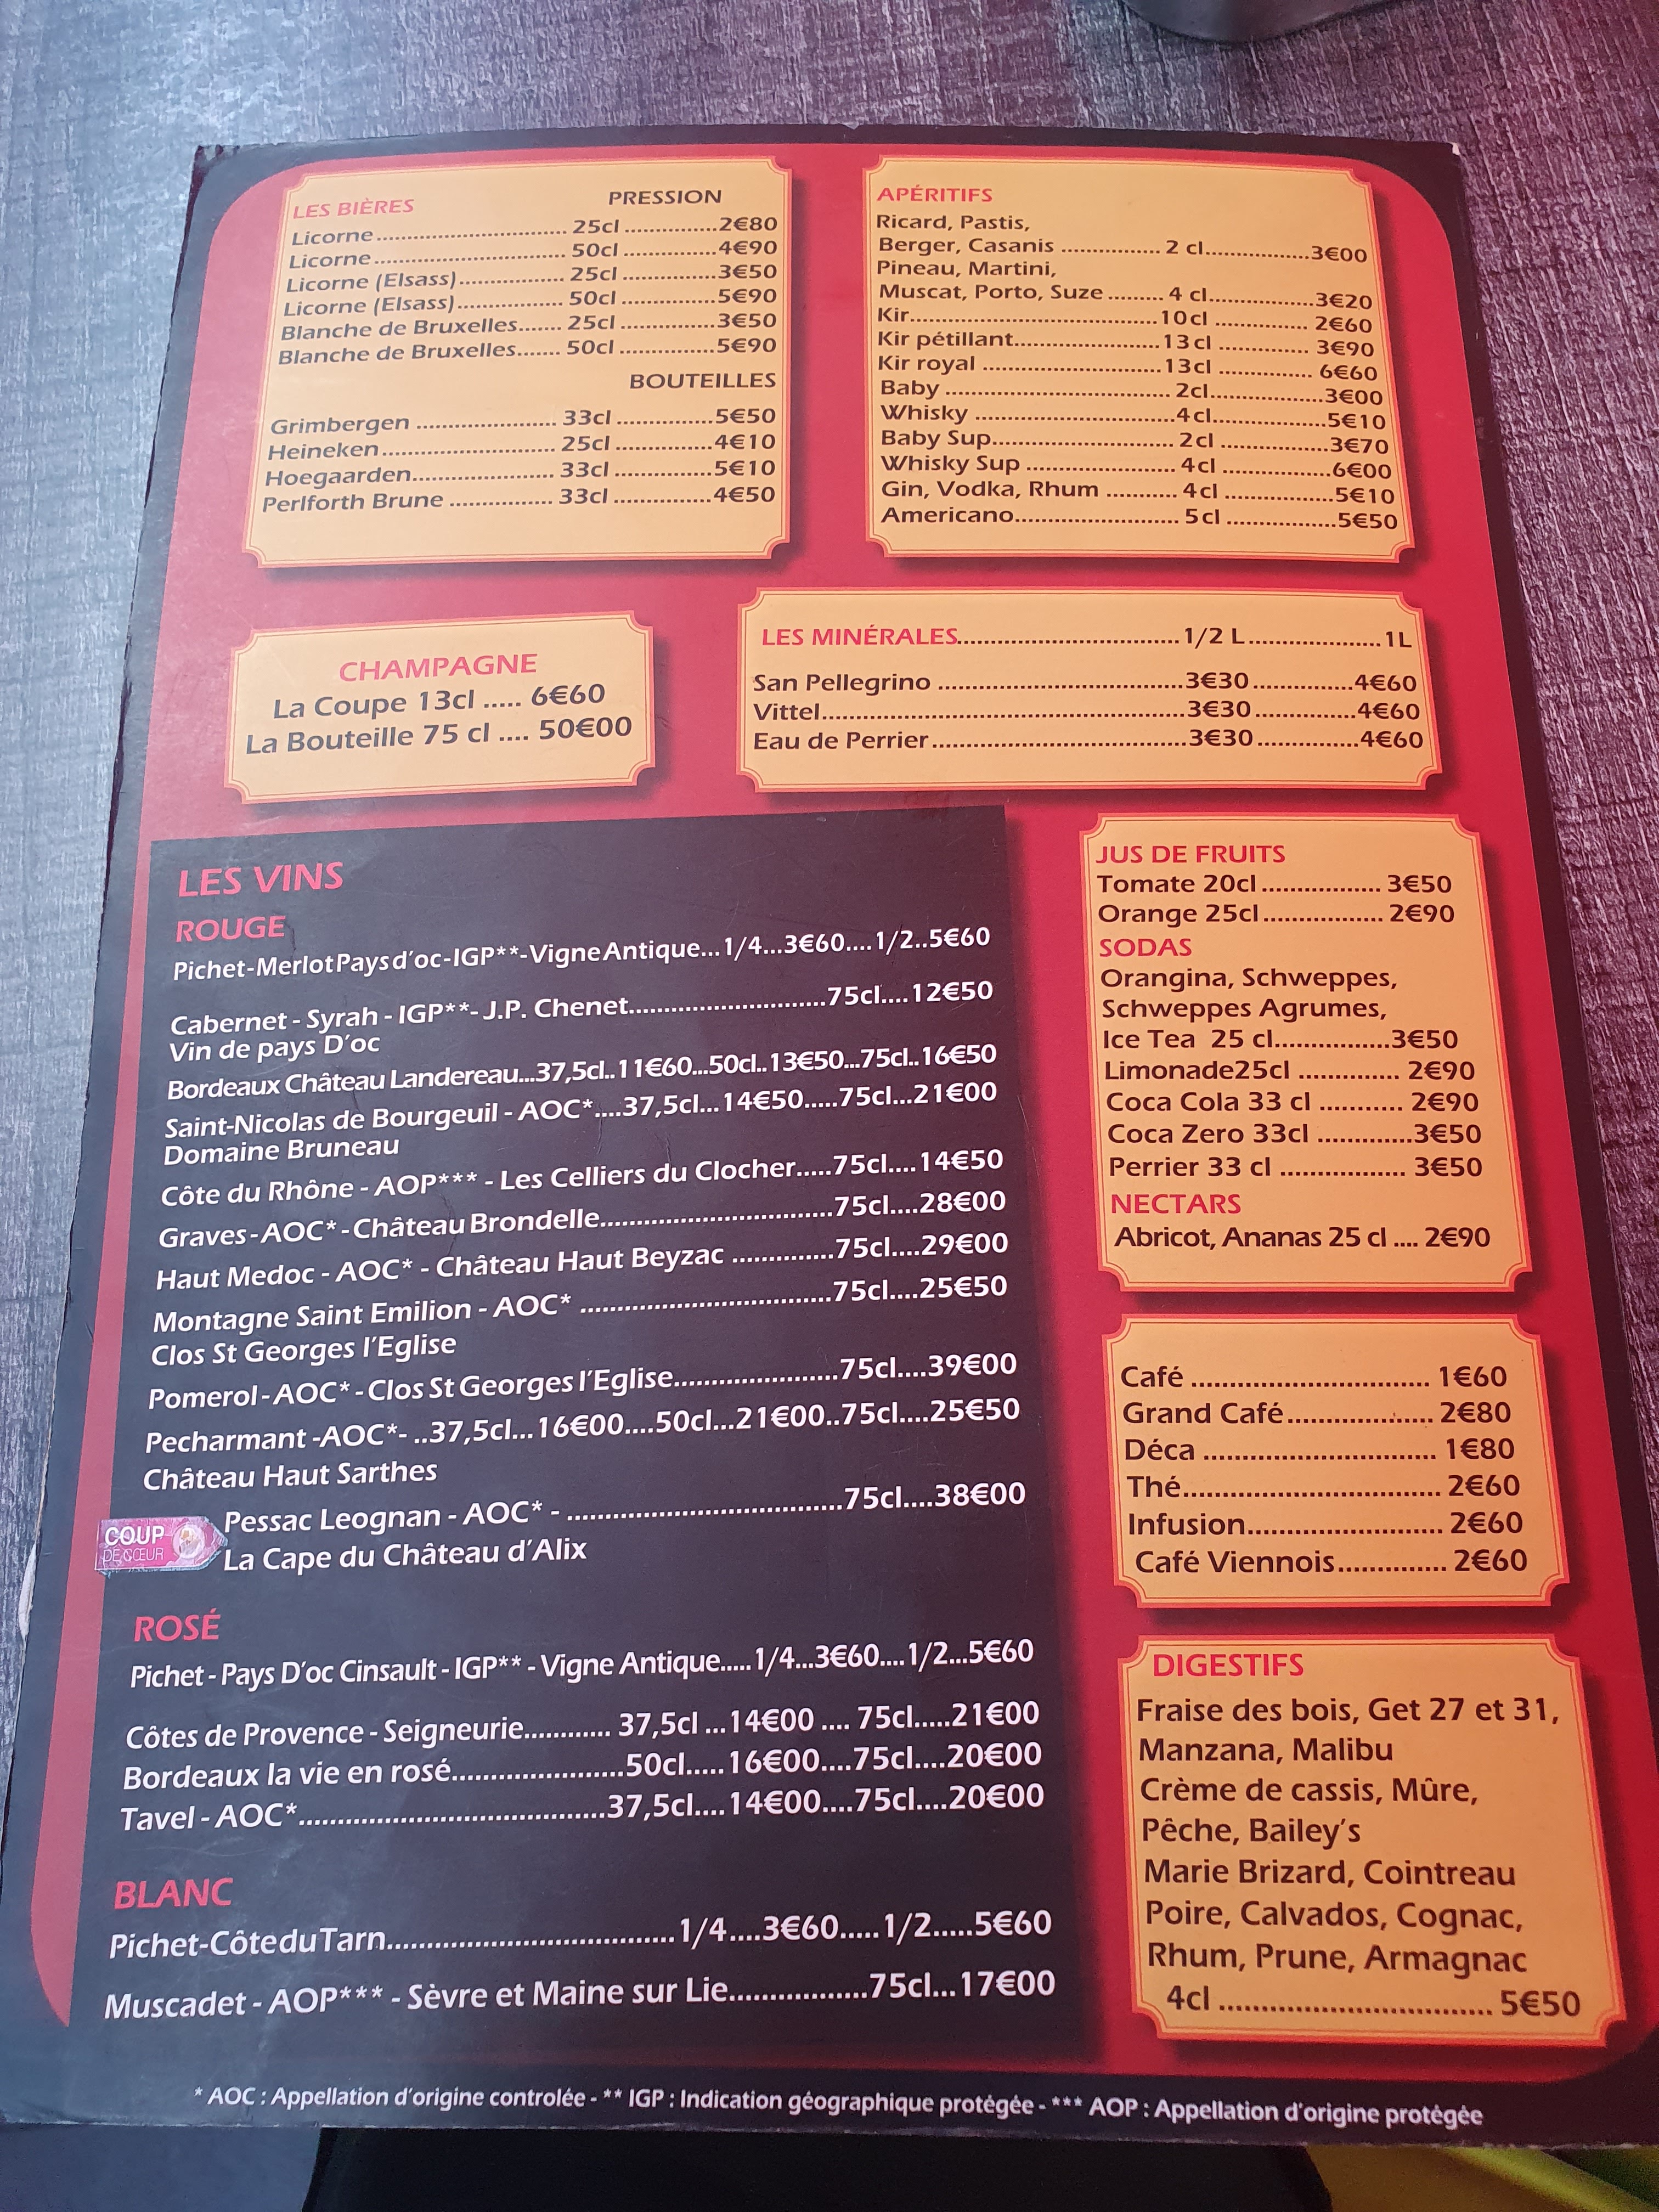 LES BIÈRES PRESSION
Licorne.............................. 25cl ...............2€80
Licorne.............................. 50cl ...............4€90
Licorne (Elsass)................. 25cl ...............3€50
Licorne (Elsass)................. 50cl ...............5€90
Blanche de Bruxelles....... 25cl ...............3€50
Blanche de Bruxelles....... 50cl ...............5€90
BOUTEILLES
Grimbergen ...................... 33cl ...............5€50
Heineken........................... 25cl ...............4€10
Hoegaarden...................... 33cl ...............5€10
Perlforth Brune ................ 33cl ...............4€50
APÉRITIFS
Ricard, Pastis,
Berger, Casanis ................ 2 cl.................3€00
Pineau, Martini,
Muscat, Porto, Suze ......... 4 cl.................3€20
Kir.......................................10cl ............... 2€60
Kir pétillant.......................13 cl ............... 3€90
Kir royal ............................13cl ............... 6€60
Baby .................................... 2cl..................3€00
Whisky ................................4cl..................5€10
Baby Sup............................. 2cl .................3€70
Whisky Sup ........................ 4cl .................6€00
Gin, Vodka, Rhum ........... 4cl .................5€10
Americano.......................... 5cl .................5€50
CHAMPAGNE
La Coupe 13cl ..... 6€60
La Bouteille 75 cl .... 50€00
LES MINÉRALES.................................1/2 L....................1L
San Pellegrino .....................................3€30...............4€60
Vittel......................................................3€30...............4€60
Eau de Perrier......................................3€30...............4€60
LES VINS
ROUGE
Pichet-Merlot Pays d'oc-IGP**-Vigne Antique...1/4...3€60....1/2..5€60
Cabernet - Syrah - IGP**- J.P. Chenet..........................75cl....12€50
Vin de pays D'oc
Bordeaux Château Landereau...37,5cl..11€60...50cl..13€50...75cl..16€50
Saint-Nicolas de Bourgeuil - AOC*....37,5cl...14€50.....75cl...21€00
Domaine Bruneau
Côte du Rhône - AOP*** - Les Celliers du Clocher.....75cl....14€50
Graves-AOC*-Château Brondelle...............................75cl....28€00
Haut Medoc - AOC* - Château Haut Beyzac .............75cl....29€00
Montagne Saint Emilion - AOC* .................................75cl....25€50
Clos St Georges l'Eglise
Pomerol-AOC*-Clos St Georges l'Eglise.....................75cl....39€00
Pecharmant -AOC*- ..37,5cl...16€00....50cl...21€00..75cl....25€50
Château Haut Sarthes
COUP DE CŒUR
Pessac Leognan - AOC* - ....................................75cl....38€00
La Cape du Château d'Alix
ROSÉ
Pichet - Pays D'oc Cinsault - IGP** - Vigne Antique.....1/4...3€60....1/2...5€60
Côtes de Provence - Seigneurie........... 37,5cl ...14€00 .... 75cl.....21€00
Bordeaux la vie en rosé......................50cl.....16€00....75cl....20€00
Tavel - AOC*.......................................37,5cl....14€00....75cl....20€00
BLANC
Pichet-Côte du Tarn....................................1/4....3€60.....1/2.....5€60
Muscadet - AOP*** - Sèvre et Maine sur Lie.................75cl...17€00
JUS DE FRUITS
Tomate 20cl ................. 3€50
Orange 25cl ................. 2€90
SODAS
Orangina, Schweppes,
Schweppes Agrumes,
Ice Tea 25 cl................3€50
Limonade25cl .............. 2€90
Coca Cola 33 cl ........... 2€90
Coca Zero 33cl .............3€50
Perrier 33 cl ................. 3€50
NECTARS
Abricot, Ananas 25 cl .... 2€90
Café ............................... 1€60
Grand Café................... 2€80
Déca .............................. 1€80
Thé................................. 2€60
Infusion......................... 2€60
Café Viennois.............. 2€60
DIGESTIFS
Fraise des bois, Get 27 et 31,
Manzana, Malibu
Crème de cassis, Mûre,
Pêche, Bailey's
Marie Brizard, Cointreau
Poire, Calvados, Cognac,
Rhum, Prune, Armagnac
4cl .................................. 5€50
* AOC : Appellation d'origine controlée - ** IGP : Indication géographique protégée - *** AOP : Appellation d'origine protégée